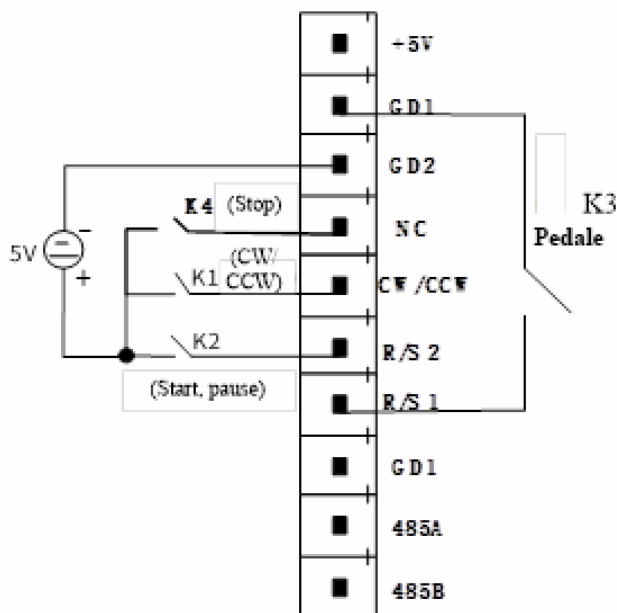 +5V
GD1
GD2
K4 (Stop)
NC
K3
Pedale
5V
-
+
(CW/
CCW)
K1
CW/CCW
K2
R/S2
(Start, pause)
R/S1
GD1
485A
485B